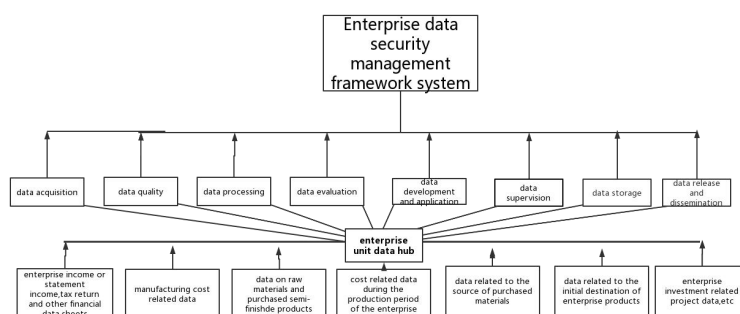 Enterprise data
security
management
framework system
data acquisition
data quality
data processing
data evaluation
data
development
and application
data
supervision
data storage
data release
and
dissemination
enterprise
unit data hub
enterprise income or
statement
income,tax return
and other financial
data sheets
manufacturing cost
related data
data on raw
materials and
purchased semi-
finishde products
cost related data
during the
production period
of the enterprise
data related to the
source of purchased
materials
data related to the
initial destination of
enterprise products
enterprise
investment related
project data,etc